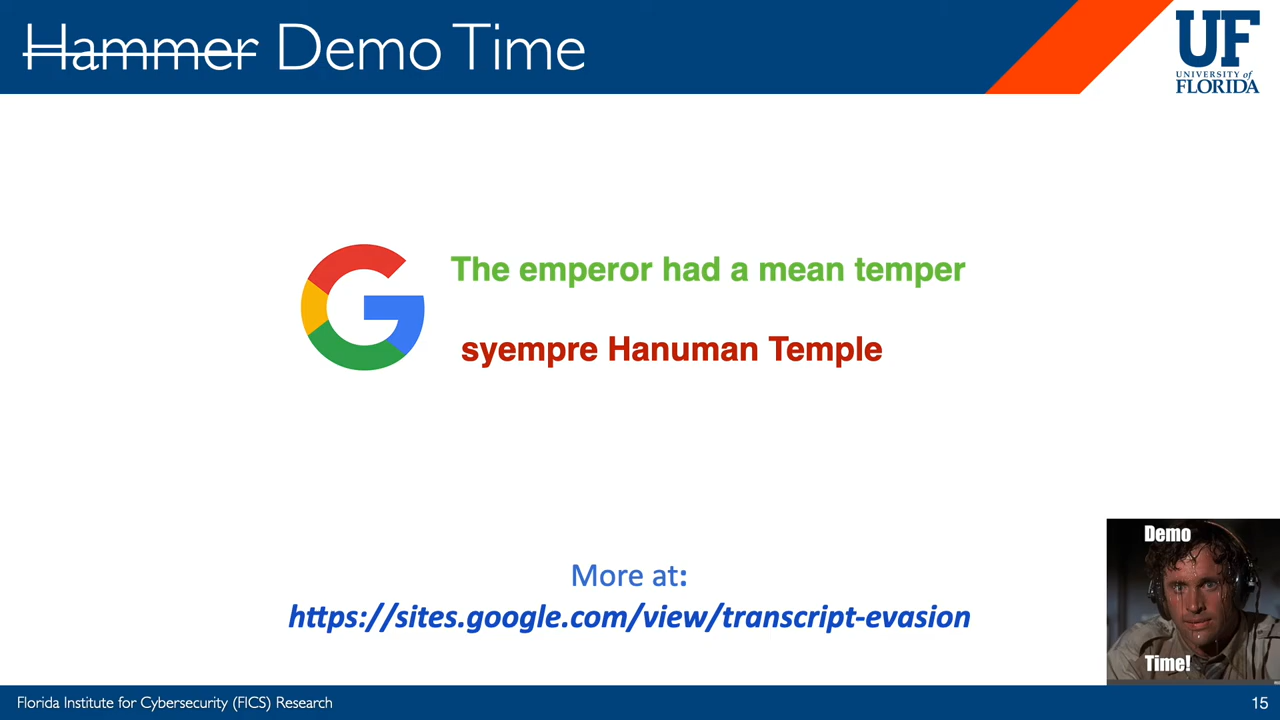 Hammer Demo Time
UF
UNIVERSITY of
FLORIDA
The emperor had a mean temper
syempre Hanuman Temple
More at:
https://sites.google.com/view/transcript-evasion
Demo
Time!
Florida Institute for Cybersecurity (FICS) Research
15